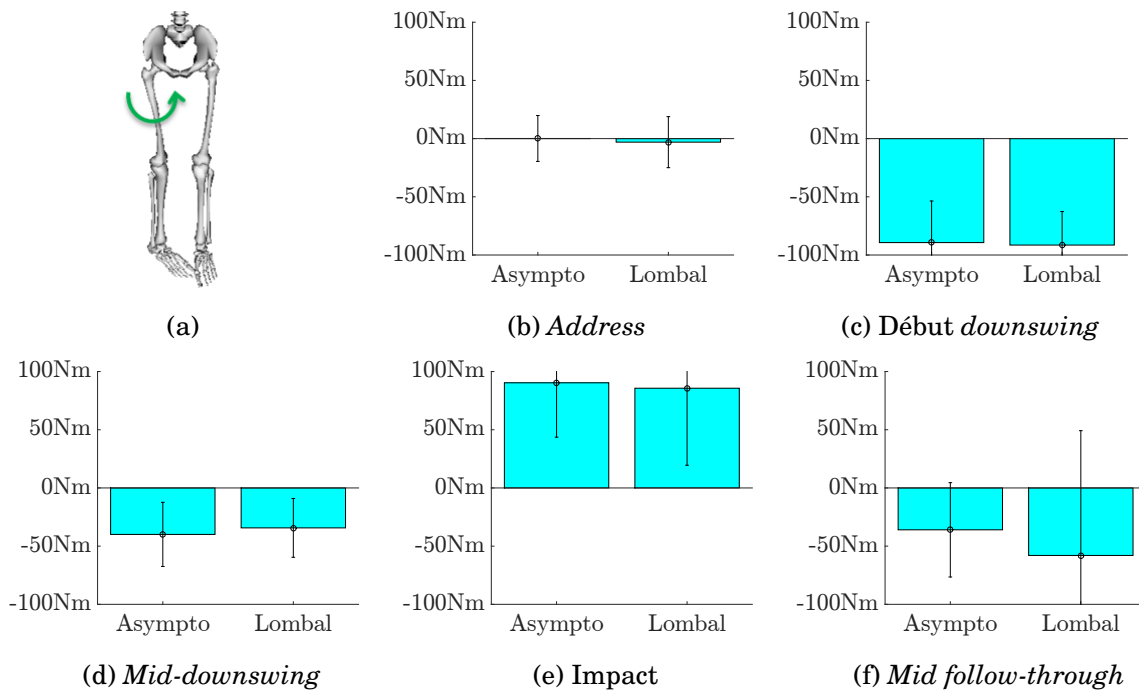 100Nm
50Nm
0Nm
-50Nm
-100Nm
Asympto Lombal
100Nm
50Nm
0Nm
-50Nm
-100Nm
Asympto Lombal
(a)
(b) Address
(c) Début downswing
100Nm
50Nm
0Nm
-50Nm
-100Nm
Asympto Lombal
100Nm
50Nm
0Nm
-50Nm
-100Nm
Asympto Lombal
100Nm
50Nm
0Nm
-50Nm
-100Nm
Asympto Lombal
(d) Mid-downswing
(e) Impact
(f) Mid follow-through